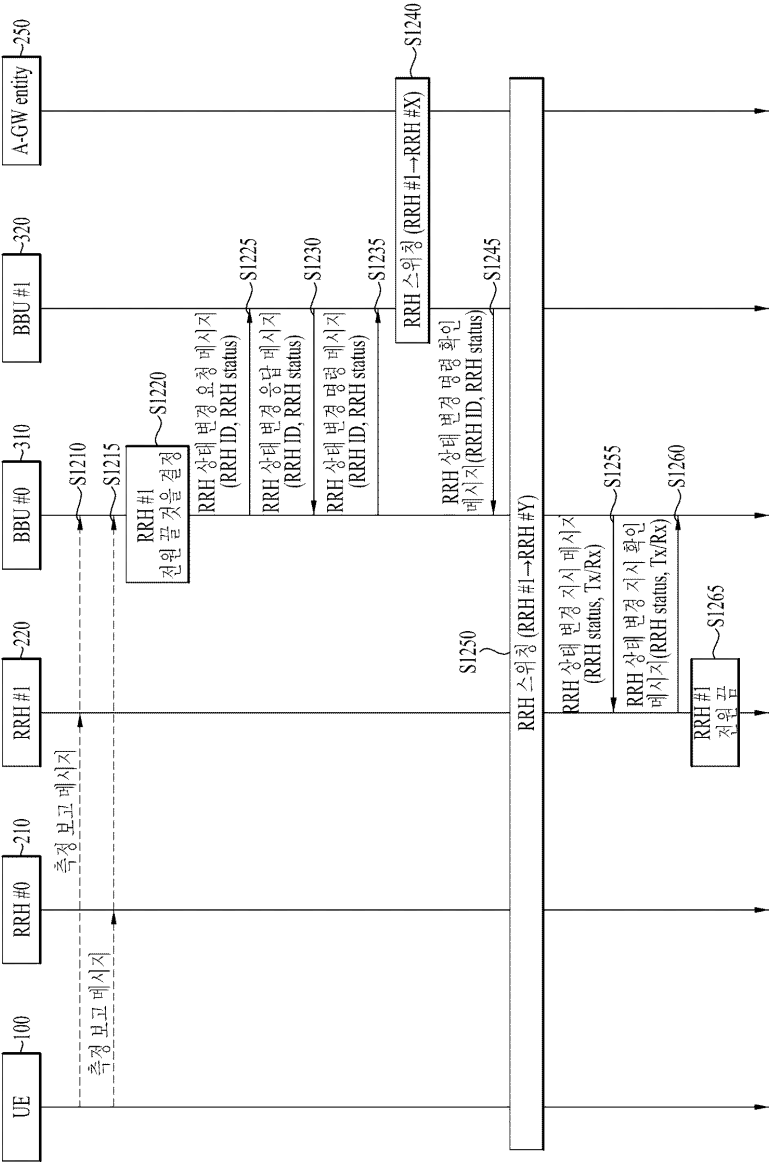 UE
100
RRH #0
210
RRH #1
220
BBU #0
310
BBU #1
320
A-GW entity
250
측정 보고 메시지
S1210
측정 보고 메시지
S1215
RRH #1
전원 끌 것을 결정
S1220
RRH 상태 변경 요청 메시지
(RRH ID, RRH status)
S1225
RRH 상태 변경 응답 메시지
(RRH ID, RRH status)
S1230
RRH 상태 변경 명령 메시지
(RRH ID, RRH status)
S1235
RRH 스위칭 (RRH #1→RRH #X)
S1240
RRH 상태 변경 명령 확인
메시지(RRH ID, RRH status)
S1245
S1250
RRH 스위칭 (RRH #1→RRH #Y)
RRH 상태 변경 지시 메시지
(RRH status, Tx/Rx)
S1255
RRH 상태 변경 지시 확인
메시지(RRH status, Tx/Rx)
S1260
RRH #1
전원 끔
S1265